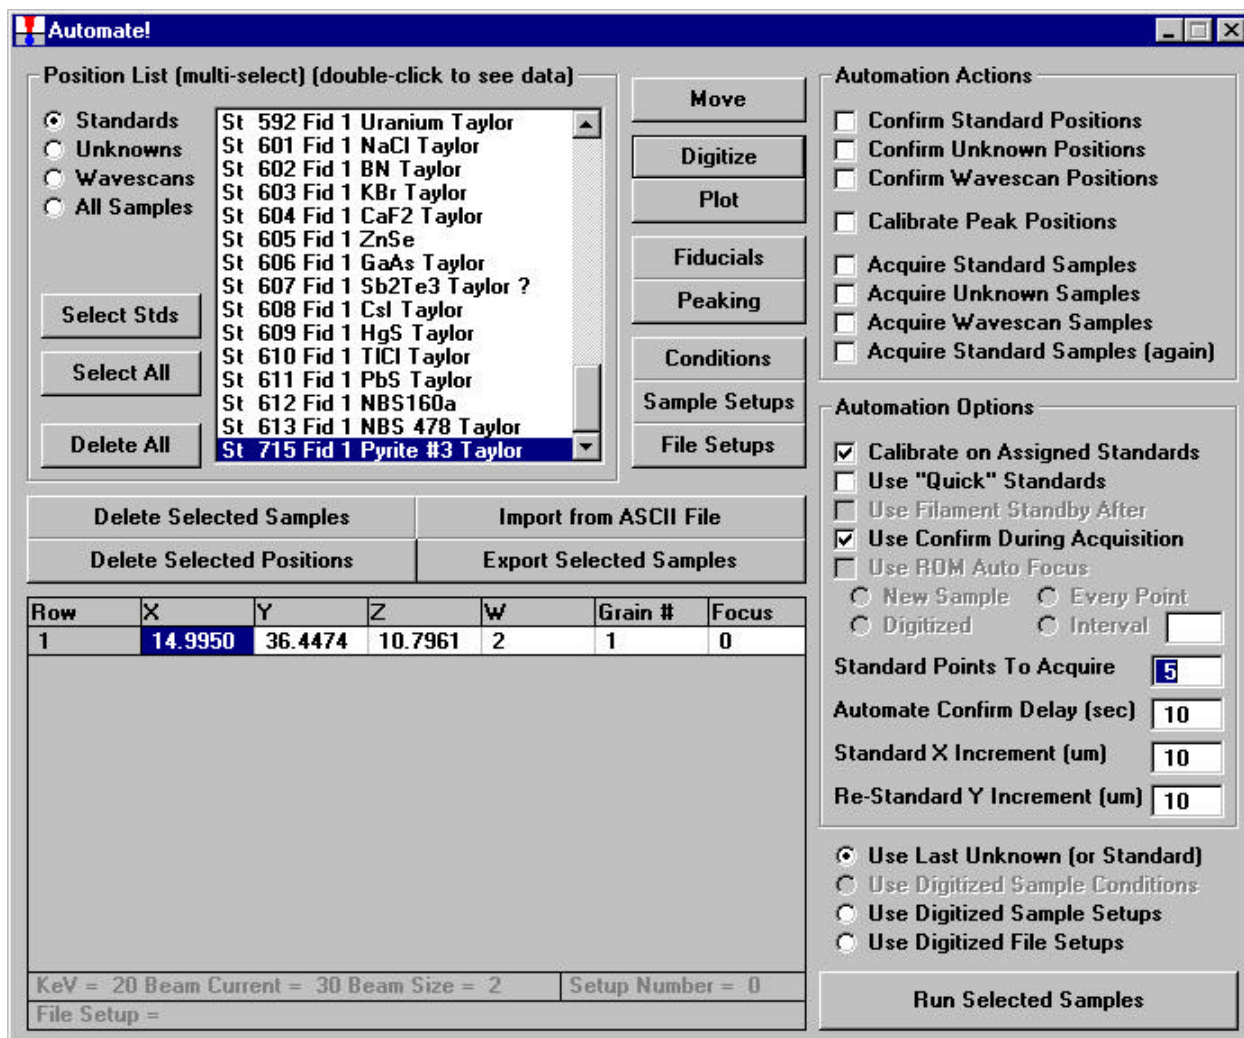 Automate!
Position List (multi-select) (double-click to see data)
Standards
Unknowns
Wavescans
All Samples
Select Stds
Select All
Delete All
St 592 Fid 1 Uranium Taylor
St 601 Fid 1 NaCl Taylor
St 602 Fid 1 BN Taylor
St 603 Fid 1 KBr Taylor
St 604 Fid 1 CaF2 Taylor
St 605 Fid 1 ZnSe
St 606 Fid 1 GaAs Taylor
St 607 Fid 1 Sb2Te3 Taylor ?
St 608 Fid 1 CsI Taylor
St 609 Fid 1 HgS Taylor
St 610 Fid 1 TlCl Taylor
St 611 Fid 1 PbS Taylor
St 612 Fid 1 NBS160a
St 613 Fid 1 NBS 478 Taylor
St 715 Fid 1 Pyrite #3 Taylor
Move
Digitize
Plot
Fiducials
Peaking
Conditions
Sample Setups
File Setups
Delete Selected Samples
Import from ASCII File
Delete Selected Positions
Export Selected Samples
Row X Y Z W Grain # Focus
1 14.9950 36.4474 10.7961 2 1 0
KeV = 20 Beam Current = 30 Beam Size = 2
Setup Number = 0
File Setup =
Automation Actions
Confirm Standard Positions
Confirm Unknown Positions
Confirm Wavescan Positions
Calibrate Peak Positions
Acquire Standard Samples
Acquire Unknown Samples
Acquire Wavescan Samples
Acquire Standard Samples (again)
Automation Options
Calibrate on Assigned Standards
Use "Quick" Standards
Use Filament Standby After
Use Confirm During Acquisition
Use ROM Auto Focus
New Sample Every Point
Digitized Interval
Standard Points To Acquire 5
Automate Confirm Delay (sec) 10
Standard X Increment (um) 10
Re-Standard Y Increment (um) 10
Use Last Unknown (or Standard)
Use Digitized Sample Conditions
Use Digitized Sample Setups
Use Digitized File Setups
Run Selected Samples